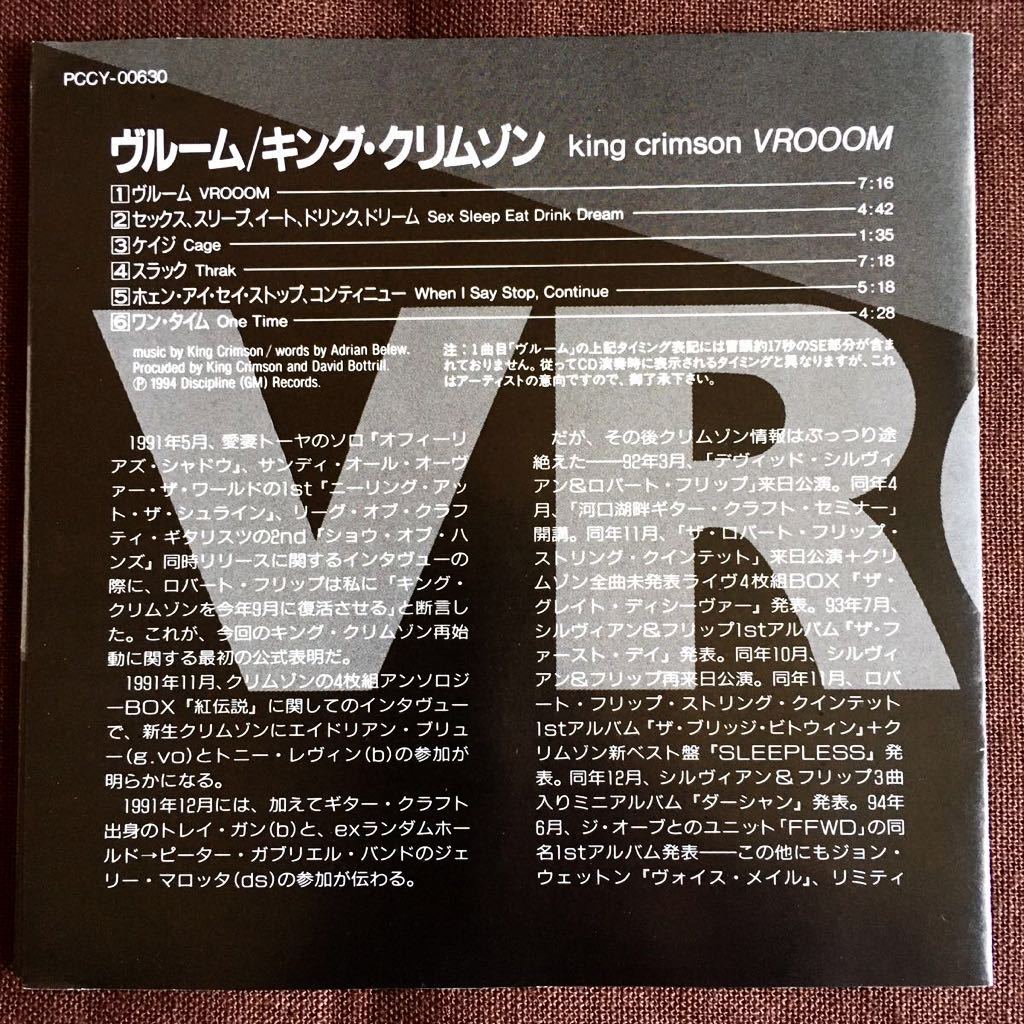 PCCY-00630
ヴルーム/キング・クリムゾン king crimson VROOOM
1 ヴルーム VROOOM 7:16
2 セックス、スリープ、イート、ドリンク、ドリーム Sex Sleep Eat Drink Dream 4:42
3 ケイジ Cage 1:35
4 スラック Thrak 7:18
5 ホェン・アイ・セイ・ストップ、コンティニュー When I Say Stop, Continue 5:18
6 ワン・タイム One Time 4:28
music by King Crimson / words by Adrian Belew.
Procuded by King Crimson and David Bottrill.
Ⓟ 1994 Discipline (GM) Records.
注：1曲目「ヴルーム」の上記タイミング表記には冒頭約17秒のSE部分が含ま
れておりません。従ってCD演奏時に表示されるタイミングと異なりますが、これ
はアーティストの意向ですので、御了承下さい。
1991年5月、愛妻トーヤのソロ『オフィーリ
アズ・シャドウ』、サンディ・オール・オーヴ
ァー・ザ・ワールドの1st『ニーリング・アッ
ト・ザ・シュライン』、リーグ・オブ・クラフ
ティ・ギタリスツの2nd『ショウ・オブ・ハ
ンズ』同時リリースに関するインタヴューの
際に、ロバート・フリップは私に「キング・
クリムゾンを今年9月に復活させる」と断言し
た。これが、今回のキング・クリムゾン再始
動に関する最初の公式表明だ。
1991年11月、クリムゾンの4枚組アンソロジ
ーBOX『紅伝説』に関してのインタヴュー
で、新生クリムゾンにエイドリアン・ブリュ
ー(g.vo)とトニー・レヴィン(b)の参加が
明らかになる。
1991年12月には、加えてギター・クラフト
出身のトレイ・ガン(b)と、exランダムホー
ルド→ピーター・ガブリエル・バンドのジェ
リー・マロッタ(ds)の参加が伝わる。
だが、その後クリムゾン情報はぷっつり途
絶えた――92年3月、「デヴィッド・シルヴィ
アン&ロバート・フリップ」来日公演。同年4
月、「河口湖畔ギター・クラフト・セミナー」
開講。同年11月、「ザ・ロバート・フリップ・
ストリング・クインテット」来日公演+クリ
ムゾン全曲未発表ライヴ4枚組BOX『ザ・
グレイト・ディシーヴァー』発表。93年7月、
シルヴィアン&フリップ1stアルバム『ザ・フ
ァースト・デイ』発表。同年10月、シルヴィ
アン&フリップ再来日公演。同年11月、ロバ
ート・フリップ・ストリング・クインテット
1stアルバム『ザ・ブリッジ・ビトウィン』+ク
リムゾン新ベスト盤『SLEEPLESS』発
表。同年12月、シルヴィアン&フリップ3曲
入りミニアルバム『ダーシャン』発表。94年
6月、ジ・オーブとのユニット「FFWD」の同
名1stアルバム発表――この他にもジョン・
ウェットン『ヴォイス・メイル』、リミティ
VR